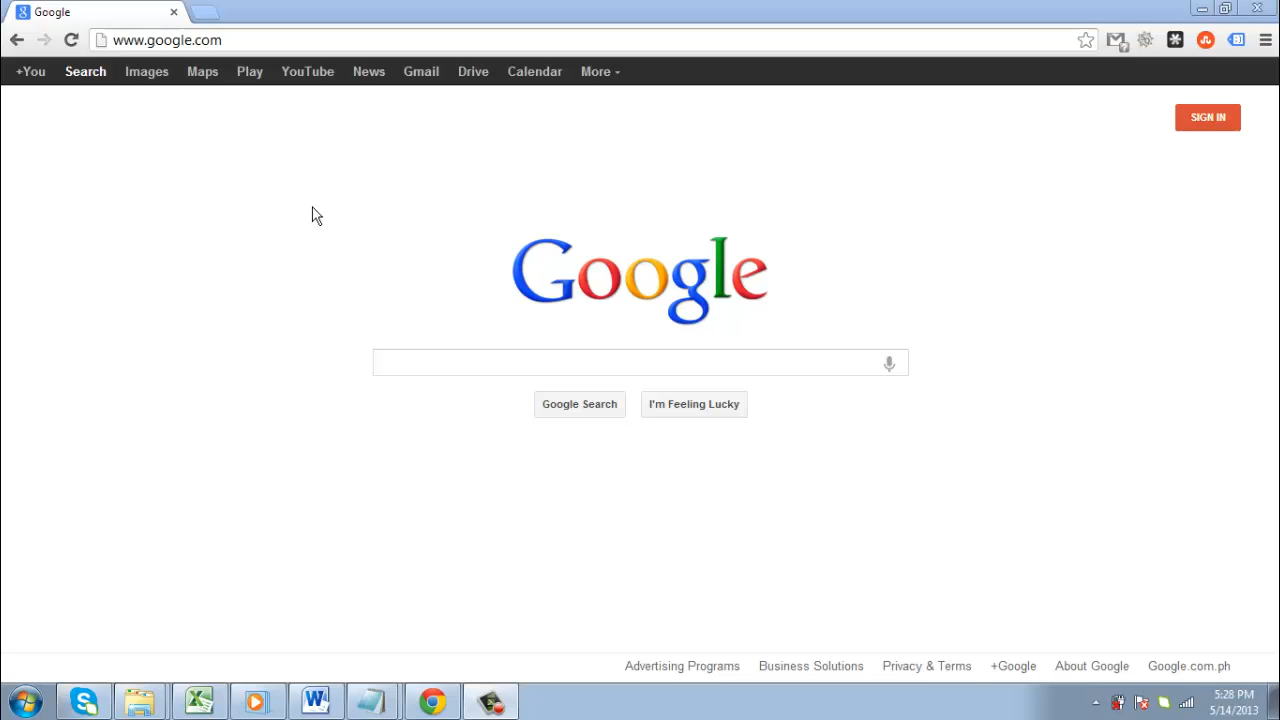 Google
www.google.com
+You Search Images Maps Play YouTube News Gmail Drive Calendar More
SIGN IN
Google
Google Search I'm Feeling Lucky
Advertising Programs Business Solutions Privacy & Terms +Google About Google Google.com.ph
5:28 PM
5/14/2013